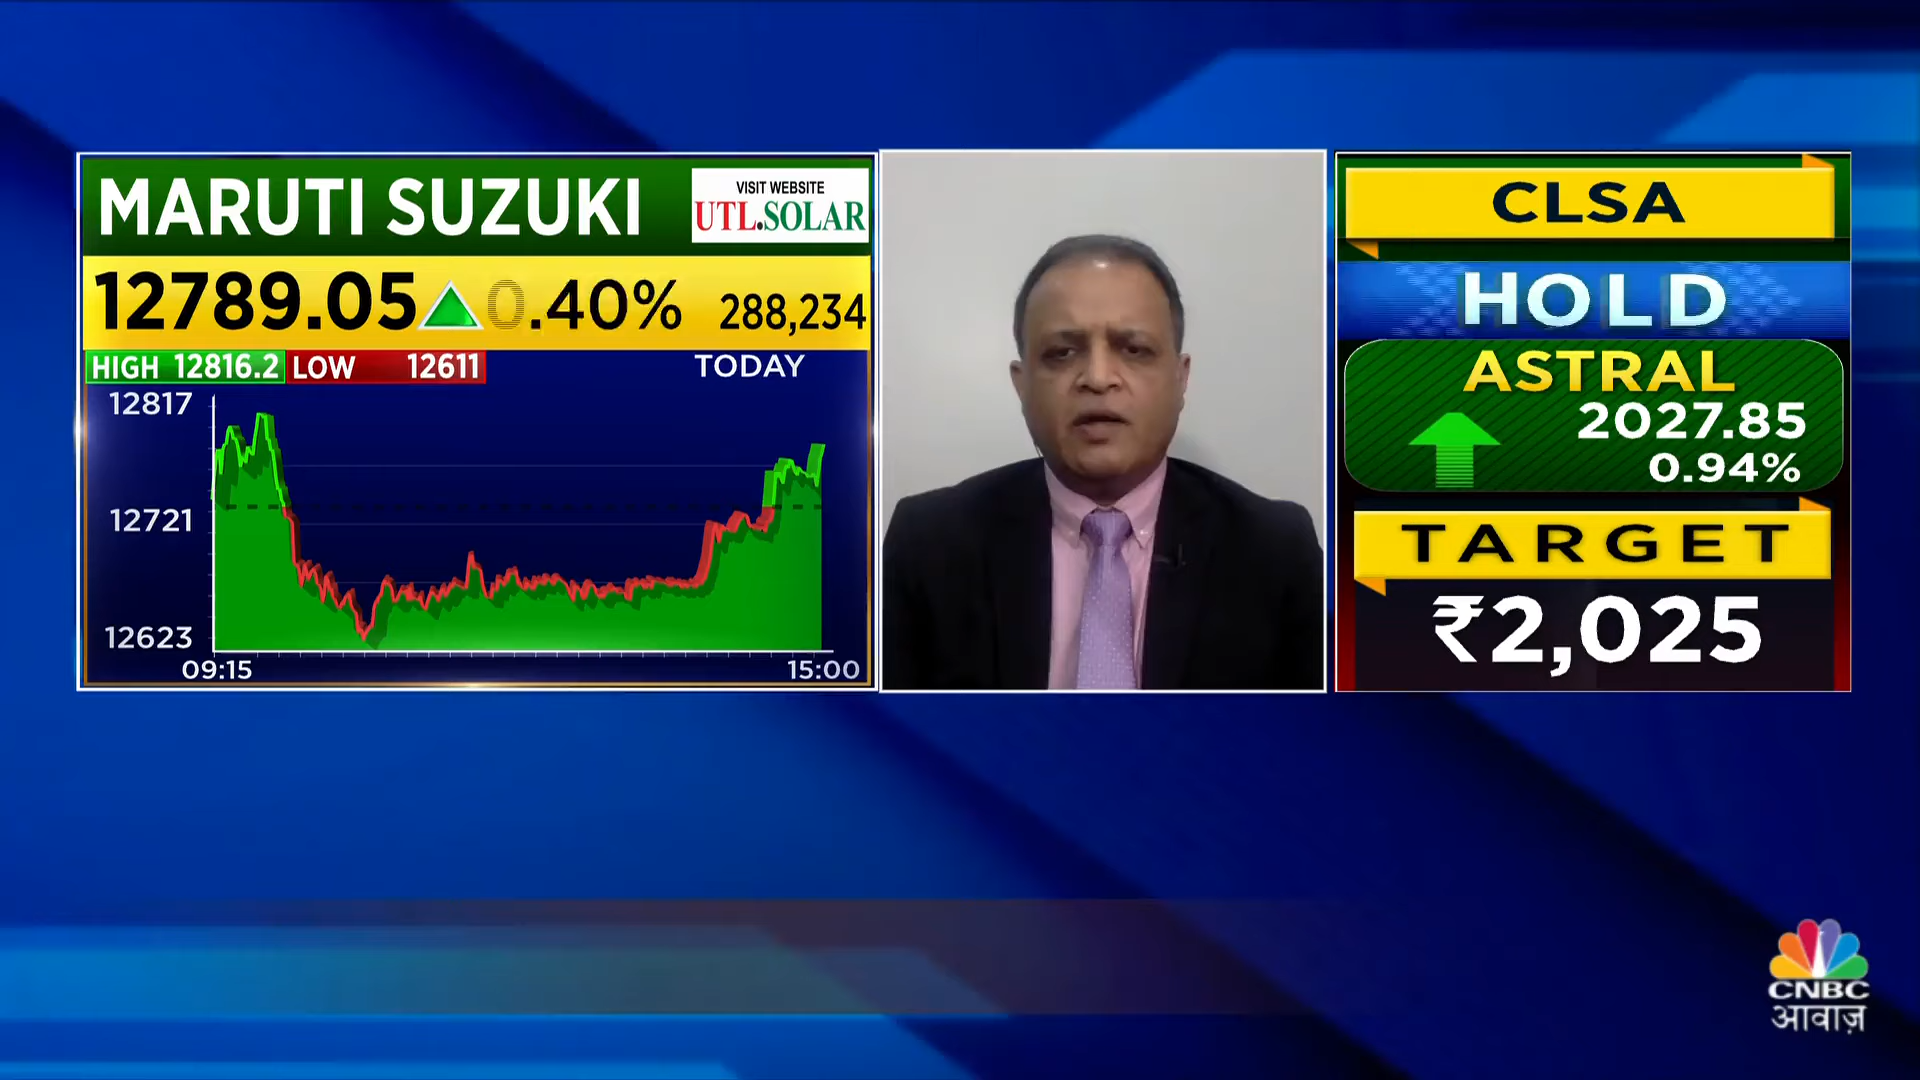 MARUTI SUZUKI
VISIT WEBSITE
UTL.SOLAR
12789.05 0.40% 288,234
HIGH 12816.2 LOW 12611 TODAY
12817
12721
12623
09:15 15:00
CLSA
HOLD
ASTRAL
2027.85
0.94%
TARGET
₹2,025
CNBC
आवाज़